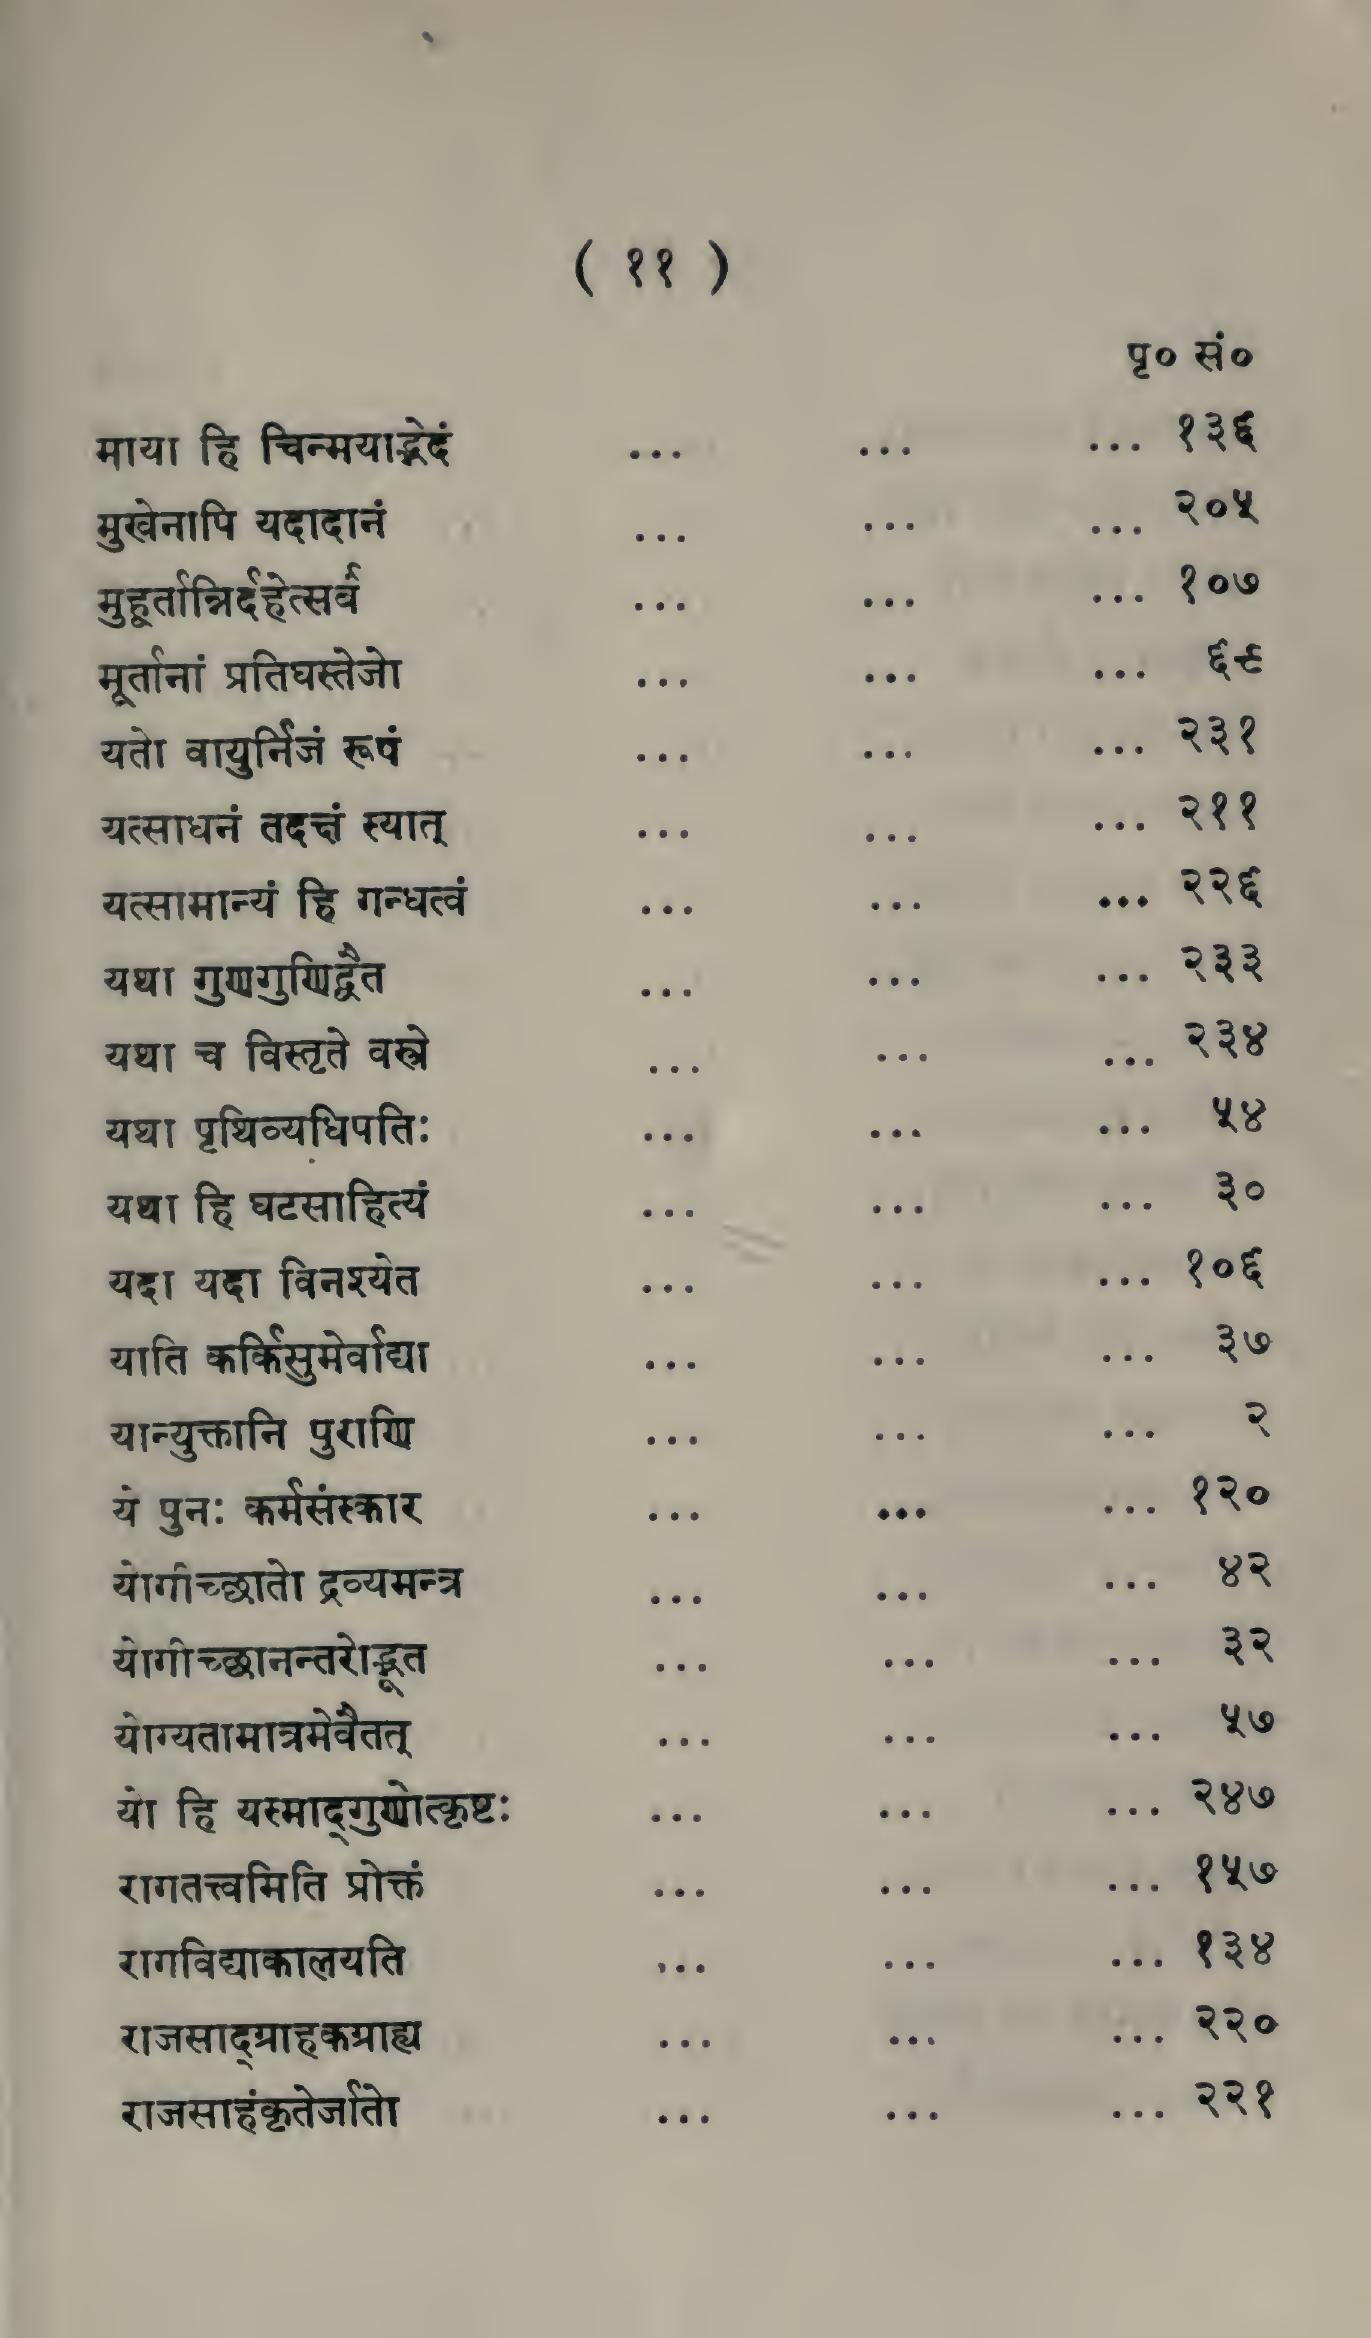 ( ११ )
पृ० सं०
माया हि चिन्मयाद्भेदं ... ... ... १३६
मुखेनापि यदादानं ... ... ... २०५
मुहूर्तान्निर्दहेत्सर्वं ... ... ... १०७
मूर्तानां प्रतिघस्तेजो ... ... ... ६९
यतो वायुर्निजं रूपं ... ... ... २३१
यत्साधनं तदक्षं स्यात् ... ... ... २११
यत्सामान्यं हि गन्धत्वं ... ... ... २२६
यथा गुणगुणिद्वैत ... ... ... २३३
यथा च विस्तृते वस्त्रे ... ... ... २३४
यथा पृथिव्यधिपतिः ... ... ... ५४
यथा हि घटसाहित्यं ... ... ... ३०
यदा यदा विनश्येत ... ... ... १०६
याति कर्किसुमेर्वाद्या ... ... ... ३७
यान्युक्तानि पुराणि ... ... ... २
ये पुनः कर्मसंस्कार ... ... ... १२०
योगीच्छातो द्रव्यमन्त्र ... ... ... ४२
योगीच्छानन्तरोद्भूत ... ... ... ३२
योग्यतामात्रमेवैतत् ... ... ... ५७
यो हि यस्माद्‌गुणोत्कृष्टः ... ... ... २४७
रागतत्त्वमिति प्रोक्तं ... ... ... १५७
रागविद्याकालयति ... ... ... १३४
राजसाद्‌ग्राहकग्राह्य ... ... ... २२०
राजसाहंकृतेर्जातो ... ... ... २२१